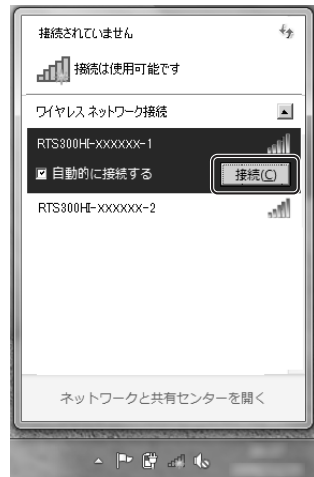 接続されていません
接続は使用可能です
ワイヤレス ネットワーク接続
RTS300HI-XXXXXX-1
自動的に接続する
接続(C)
RTS300HI-XXXXXX-2
ネットワークと共有センターを開く